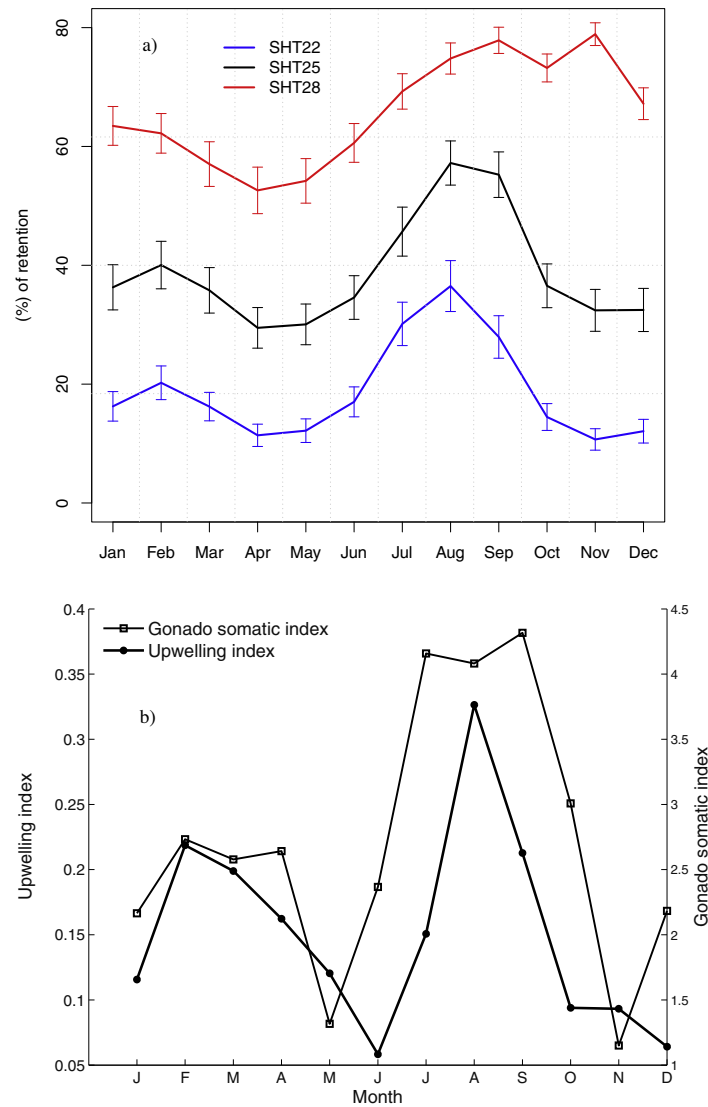 a)
SHT22
SHT25
SHT28
(%) of retention
80
60
40
20
0
Jan Feb Mar Apr May Jun Jul Aug Sep Oct Nov Dec
Gonado somatic index
Upwelling index
b)
Upwelling index
0.4
0.35
0.3
0.25
0.2
0.15
0.1
0.05
4.5
4
3.5
3
2.5
2
1.5
1
Gonado somatic index
J F M A M J J A S O N D
Month